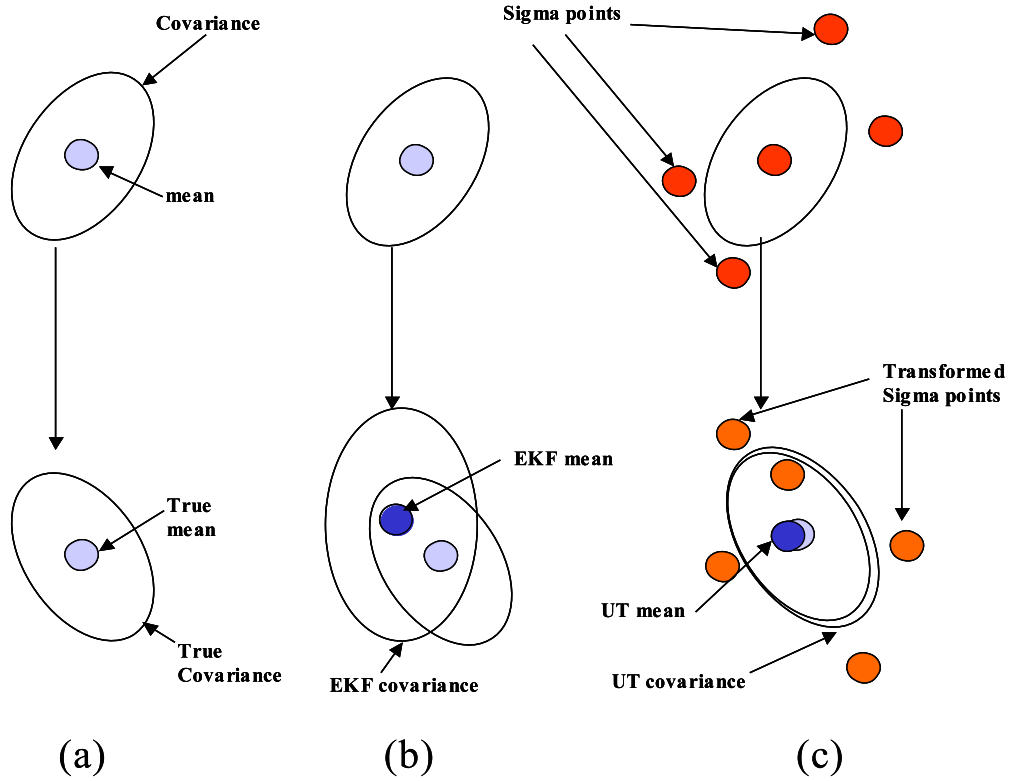 Covariance
mean
True
mean
True
Covariance
(a)
EKF mean
EKF covariance
(b)
Sigma points
Transformed
Sigma points
UT mean
UT covariance
(c)